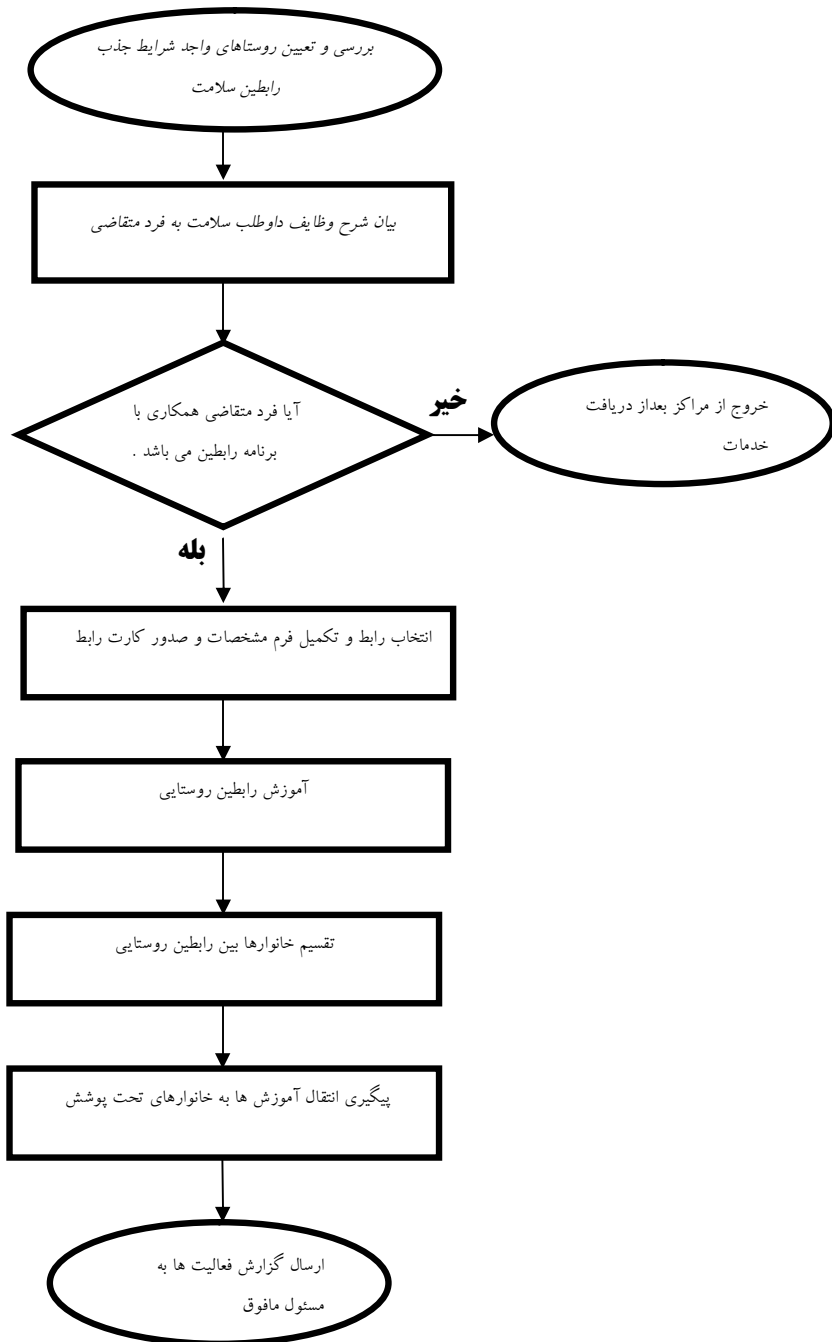 بررسی و تعیین روستاهای واجد شرایط جذب
رابطین سلامت
بیان شرح وظایف داوطلب سلامت به فرد متقاضی
آیا فرد متقاضی همکاری با
برنامه رابطین می باشد .
خیر
خروج از مراکز بعداز دریافت
خدمات
بله
انتخاب رابط و تکمیل فرم مشخصات و صدور کارت رابط
آموزش رابطین روستایی
تقسیم خانوارها بین رابطین روستایی
پیگیری انتقال آموزش ها به خانوارهای تحت پوشش
ارسال گزارش فعالیت ها به
مسئول مافوق